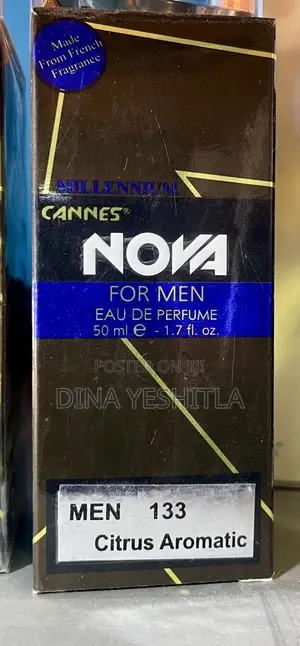 Made
From French
Fragrance
MILLENNIUM
CANNES®
NOVA
FOR MEN
EAU DE PERFUME
50 ml e - 1.7 fl. oz.
POSTED ON JIJI
DINA YESHITLA
MEN 133
Citrus Aromatic